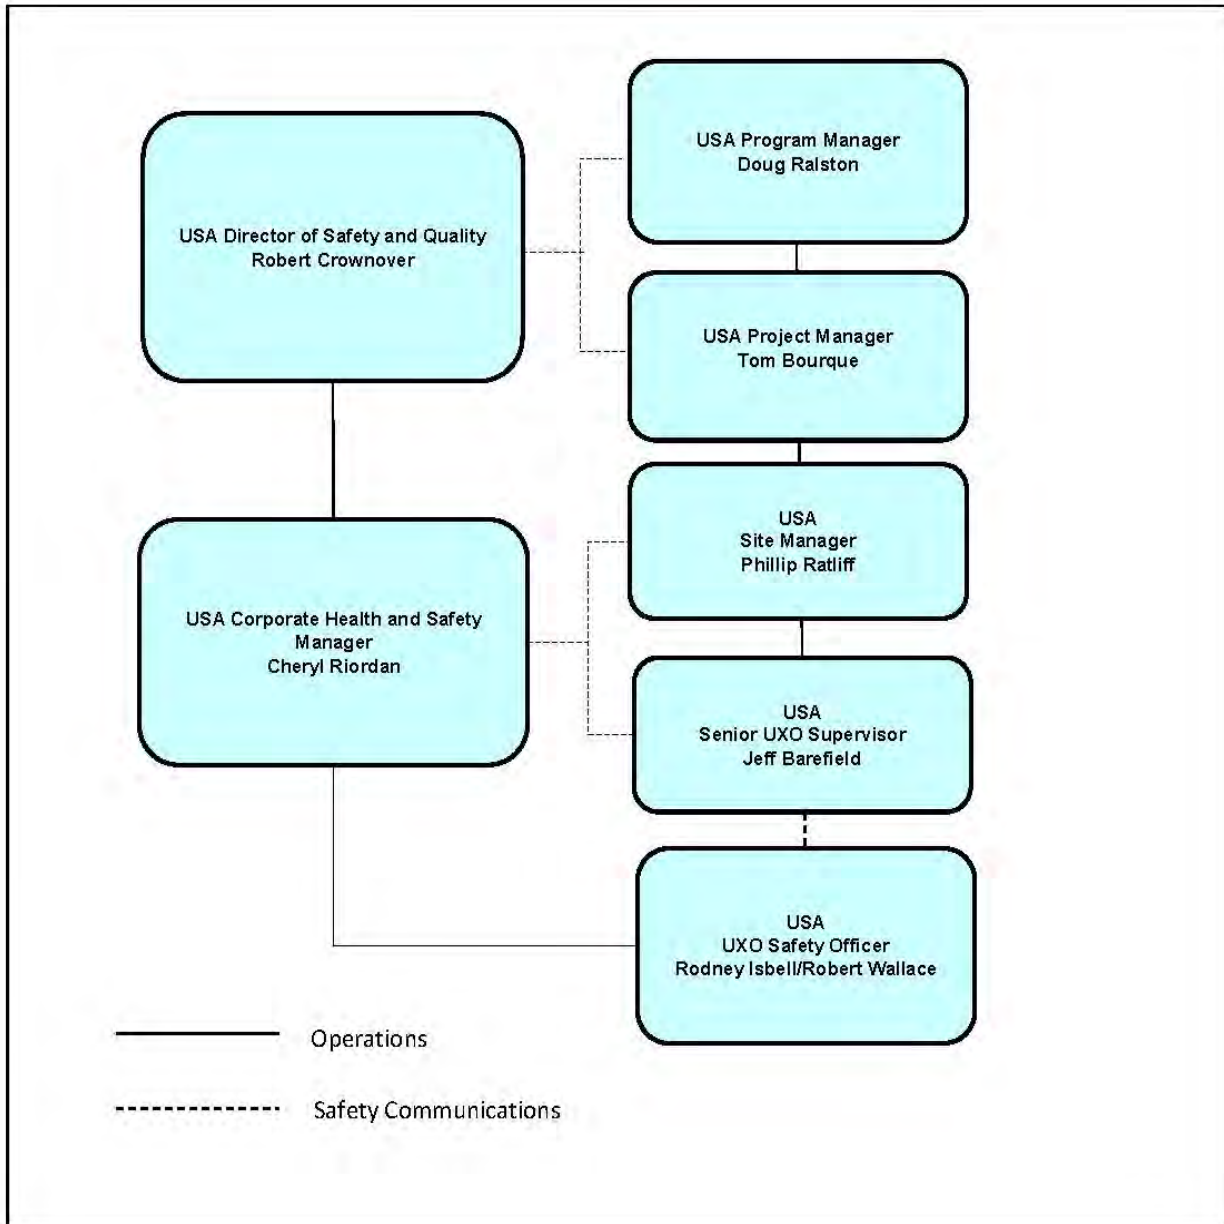 USA Program Manager
Doug Ralston
USA Director of Safety and Quality
Robert Crownover
USA Project Manager
Tom Bourque
USA
Site Manager
Phillip Ratliff
USA Corporate Health and Safety
Manager
Cheryl Riordan
USA
Senior UXO Supervisor
Jeff Barefield
USA
UXO Safety Officer
Rodney Isbell/Robert Wallace
Operations
Safety Communications